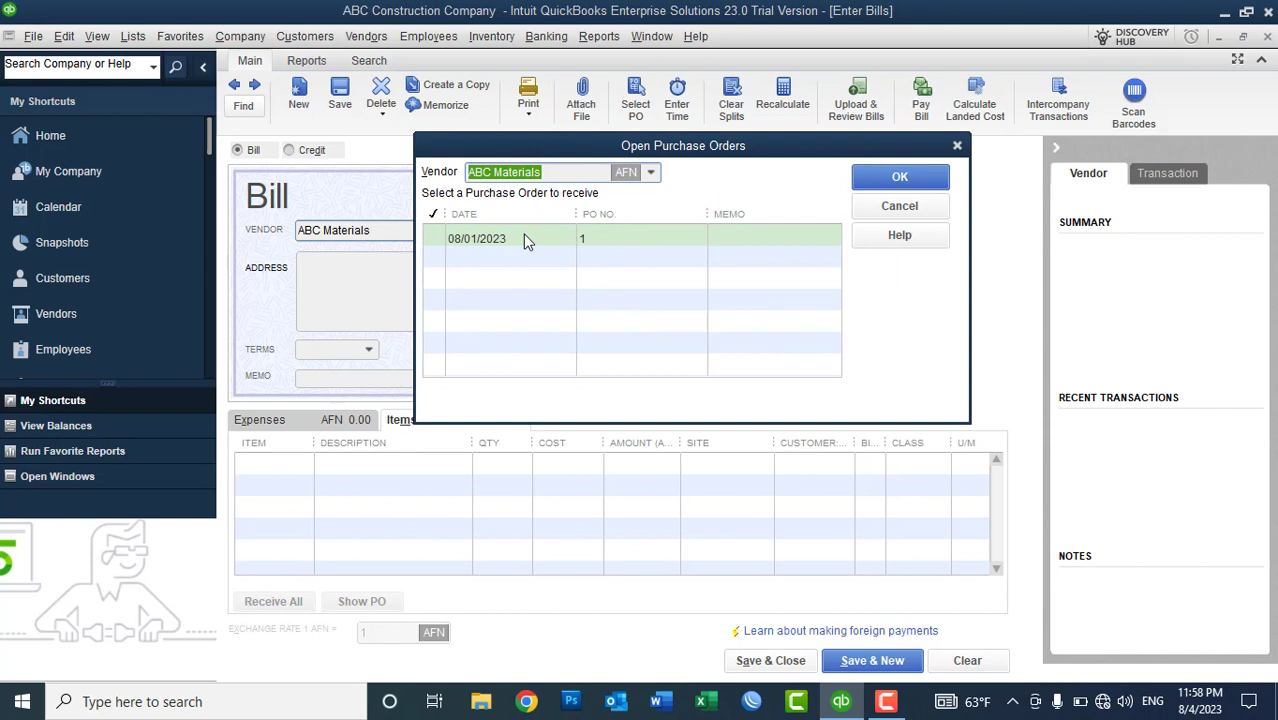 ABC Construction Company - Intuit QuickBooks Enterprise Solutions 23.0 Trial Version - [Enter Bills]
File Edit View Lists Favorites Company Customers Vendors Employees Inventory Banking Reports Window Help
DISCOVERY HUB
Search Company or Help
Main Reports Search
Find
New
Save
Delete
Create a Copy
Memorize
Print
Attach File
Select PO
Enter Time
Clear Splits
Recalculate
Upload & Review Bills
Pay Bill
Calculate Landed Cost
Intercompany Transactions
Scan Barcodes
My Shortcuts
Home
My Company
Calendar
Snapshots
Customers
Vendors
Employees
My Shortcuts
View Balances
Run Favorite Reports
Open Windows
Bill Credit
Bill
VENDOR ABC Materials
ADDRESS
TERMS
MEMO
Open Purchase Orders
Vendor ABC Materials AFN
Select a Purchase Order to receive
✓ DATE PO NO. MEMO
08/01/2023 1
OK
Cancel
Help
Expenses AFN 0.00 Items
ITEM DESCRIPTION QTY COST AMOUNT (A... SITE CUSTOMER:... BI... CLASS U/M
Receive All Show PO
EXCHANGE RATE 1 AFN = 1 AFN
Learn about making foreign payments
Save & Close Save & New Clear
Vendor Transaction
SUMMARY
RECENT TRANSACTIONS
NOTES
Type here to search
63°F
ENG
11:58 PM
8/4/2023